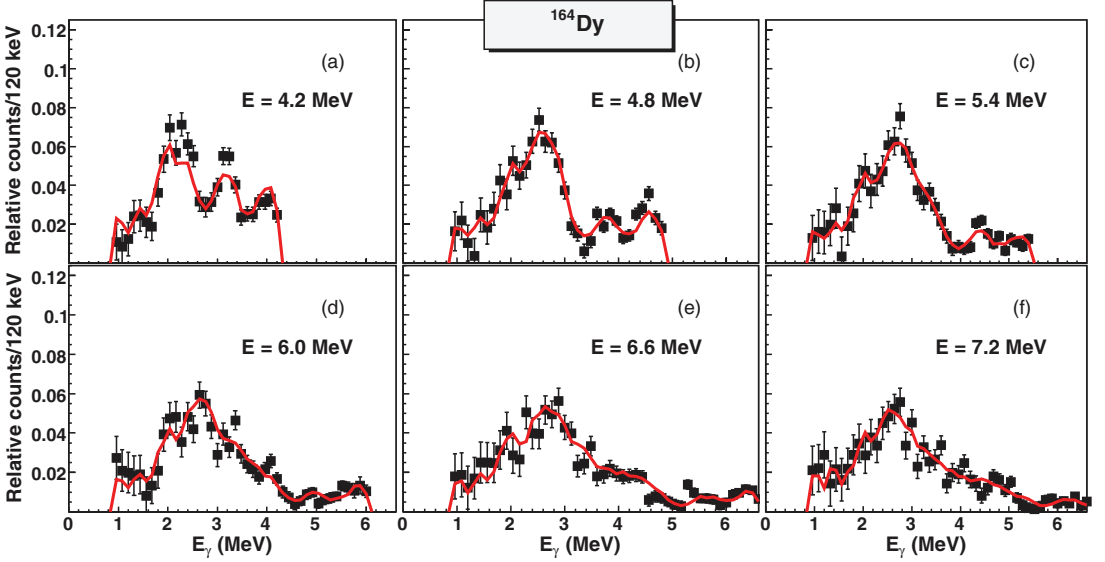 ¹⁶⁴Dy
Relative counts/120 keV
0.12
0.1
0.08
0.06
0.04
0.02
(a)
E = 4.2 MeV
(b)
E = 4.8 MeV
(c)
E = 5.4 MeV
Relative counts/120 keV
0.12
0.1
0.08
0.06
0.04
0.02
(d)
E = 6.0 MeV
(e)
E = 6.6 MeV
(f)
E = 7.2 MeV
0 1 2 3 4 5 6
0 1 2 3 4 5 6
0 1 2 3 4 5 6
Eγ (MeV)
Eγ (MeV)
Eγ (MeV)